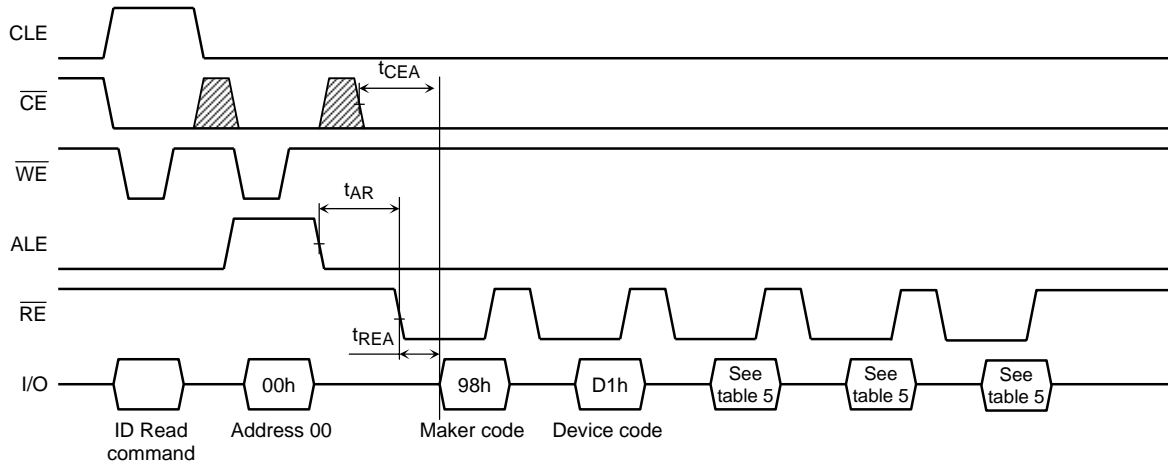 CLE
tCEA
CE
WE
tAR
ALE
RE
tREA
I/O
00h
98h
D1h
See
table 5
See
table 5
See
table 5
ID Read
command
Address 00
Maker code
Device code